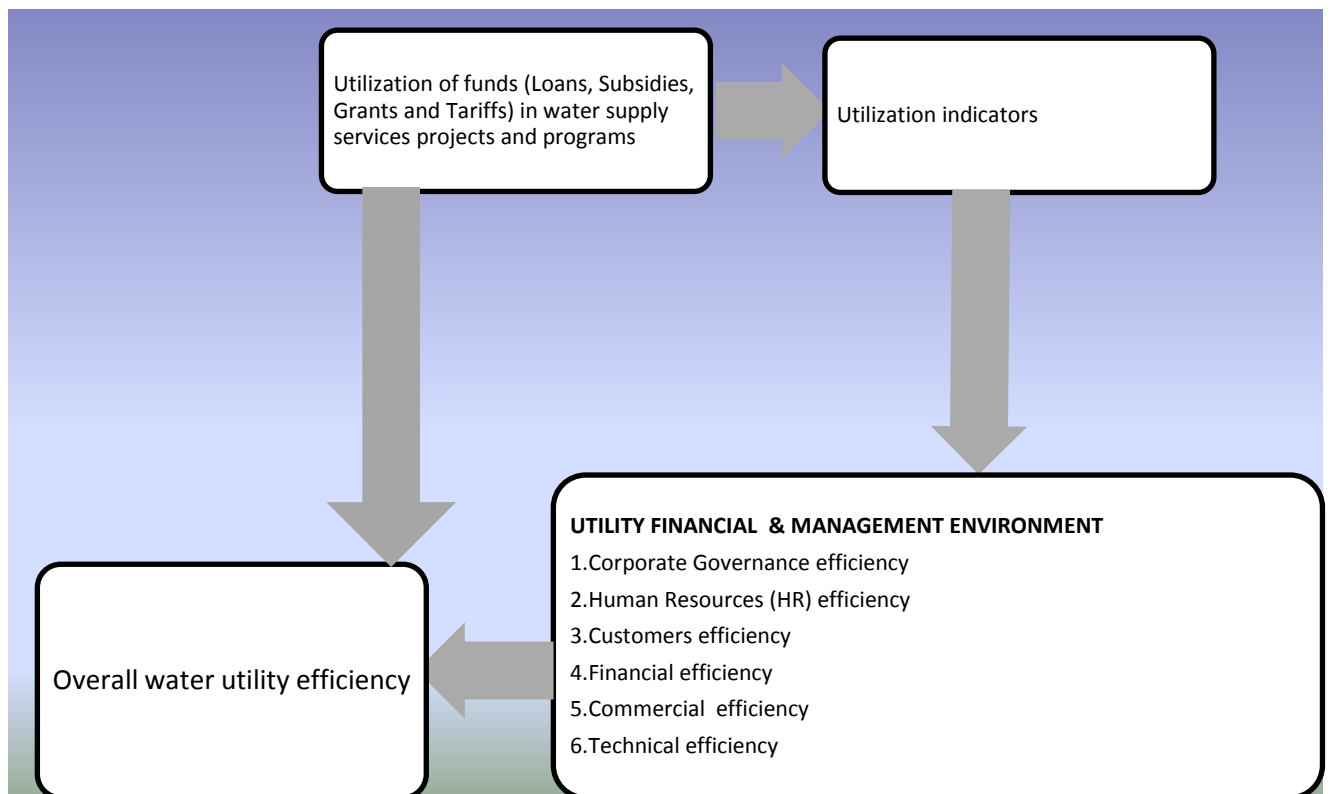 Utilization of funds (Loans, Subsidies,
Grants and Tariffs) in water supply
services projects and programs
Utilization indicators
UTILITY FINANCIAL  & MANAGEMENT ENVIRONMENT
1.Corporate Governance efficiency
2.Human Resources (HR) efficiency
3.Customers efficiency
4.Financial efficiency
5.Commercial  efficiency
6.Technical efficiency
Overall water utility efficiency